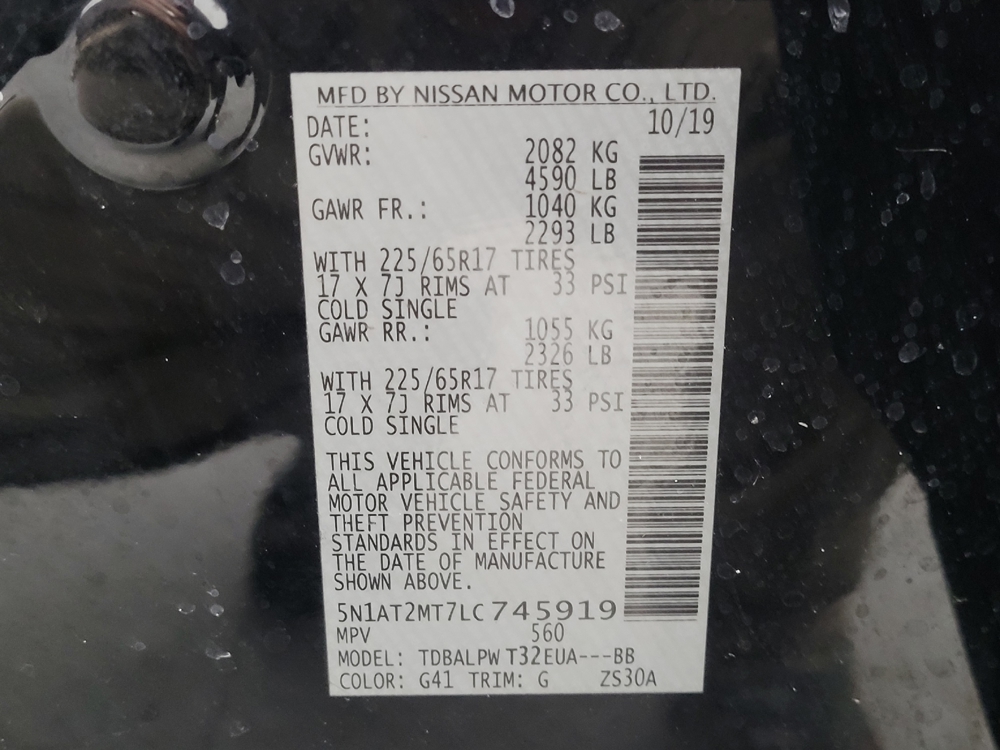 MFD BY NISSAN MOTOR CO., LTD.
DATE: 10/19
GVWR: 2082 KG
4590 LB
GAWR FR.: 1040 KG
2293 LB
WITH 225/65R17 TIRES
17 X 7J RIMS AT 33 PSI
COLD SINGLE
GAWR RR.: 1055 KG
2326 LB
WITH 225/65R17 TIRES
17 X 7J RIMS AT 33 PSI
COLD SINGLE
THIS VEHICLE CONFORMS TO
ALL APPLICABLE FEDERAL
MOTOR VEHICLE SAFETY AND
THEFT PREVENTION
STANDARDS IN EFFECT ON
THE DATE OF MANUFACTURE
SHOWN ABOVE.
5N1AT2MT7LC745919
MPV 560
MODEL: TDBALPW T32EUA---BB
COLOR: G41 TRIM: G ZS30A